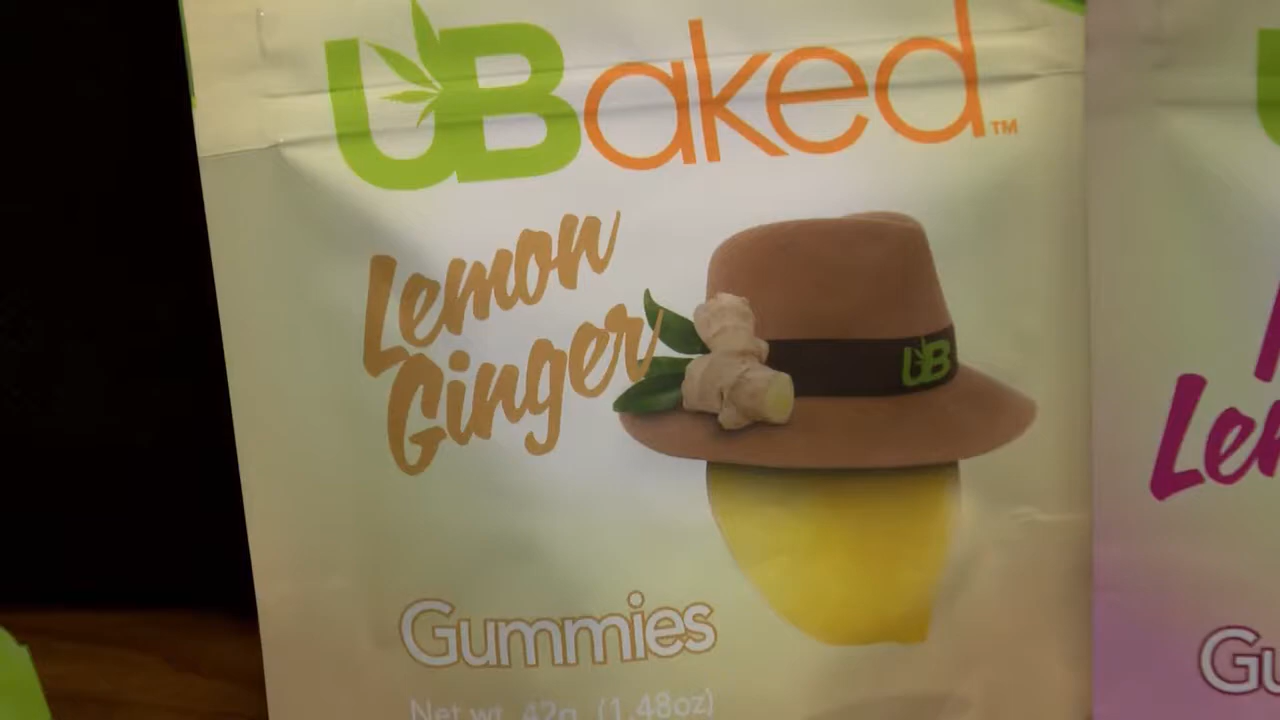 UBaked™
Lemon
Ginger
UB
Gummies
Net wt. 42g (1.48oz)